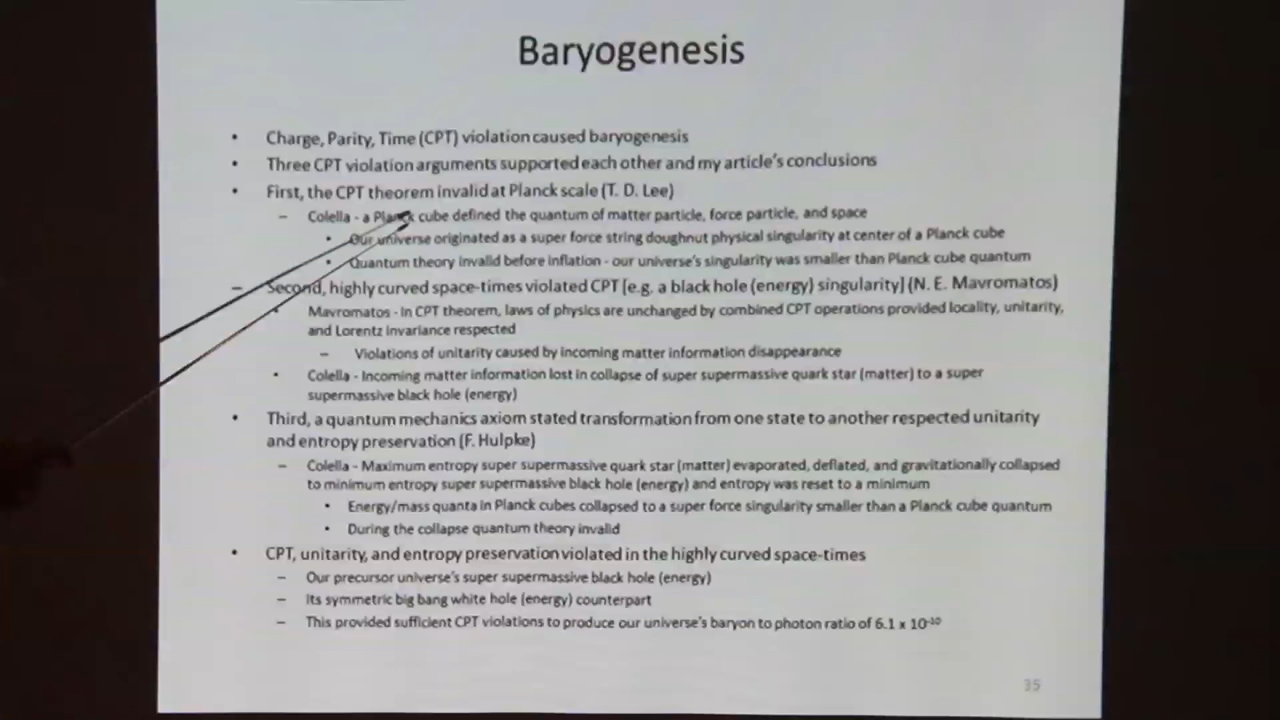 Baryogenesis
• Charge, Parity, Time (CPT) violation caused baryogenesis
• Three CPT violation arguments supported each other and my article's conclusions
• First, the CPT theorem invalid at Planck scale (T. D. Lee)
– Colella - a Planck cube defined the quantum of matter particle, force particle, and space
• Our universe originated as a super force string doughnut physical singularity at center of a Planck cube
• Quantum theory invalid before inflation - our universe's singularity was smaller than Planck cube quantum
– Second, highly curved space-times violated CPT [e.g. a black hole (energy) singularity] (N. E. Mavromatos)
• Mavromatos - In CPT theorem, laws of physics are unchanged by combined CPT operations provided locality, unitarity,
and Lorentz invariance respected
– Violations of unitarity caused by incoming matter information disappearance
• Colella - Incoming matter information lost in collapse of super supermassive quark star (matter) to a super
supermassive black hole (energy)
• Third, a quantum mechanics axiom stated transformation from one state to another respected unitarity
and entropy preservation (F. Hulpke)
– Colella - Maximum entropy super supermassive quark star (matter) evaporated, deflated, and gravitationally collapsed
to minimum entropy super supermassive black hole (energy) and entropy was reset to a minimum
• Energy/mass quanta in Planck cubes collapsed to a super force singularity smaller than a Planck cube quantum
• During the collapse quantum theory invalid
• CPT, unitarity, and entropy preservation violated in the highly curved space-times
– Our precursor universe's super supermassive black hole (energy)
– Its symmetric big bang white hole (energy) counterpart
– This provided sufficient CPT violations to produce our universe's baryon to photon ratio of 6.1 x 10⁻¹⁰
35